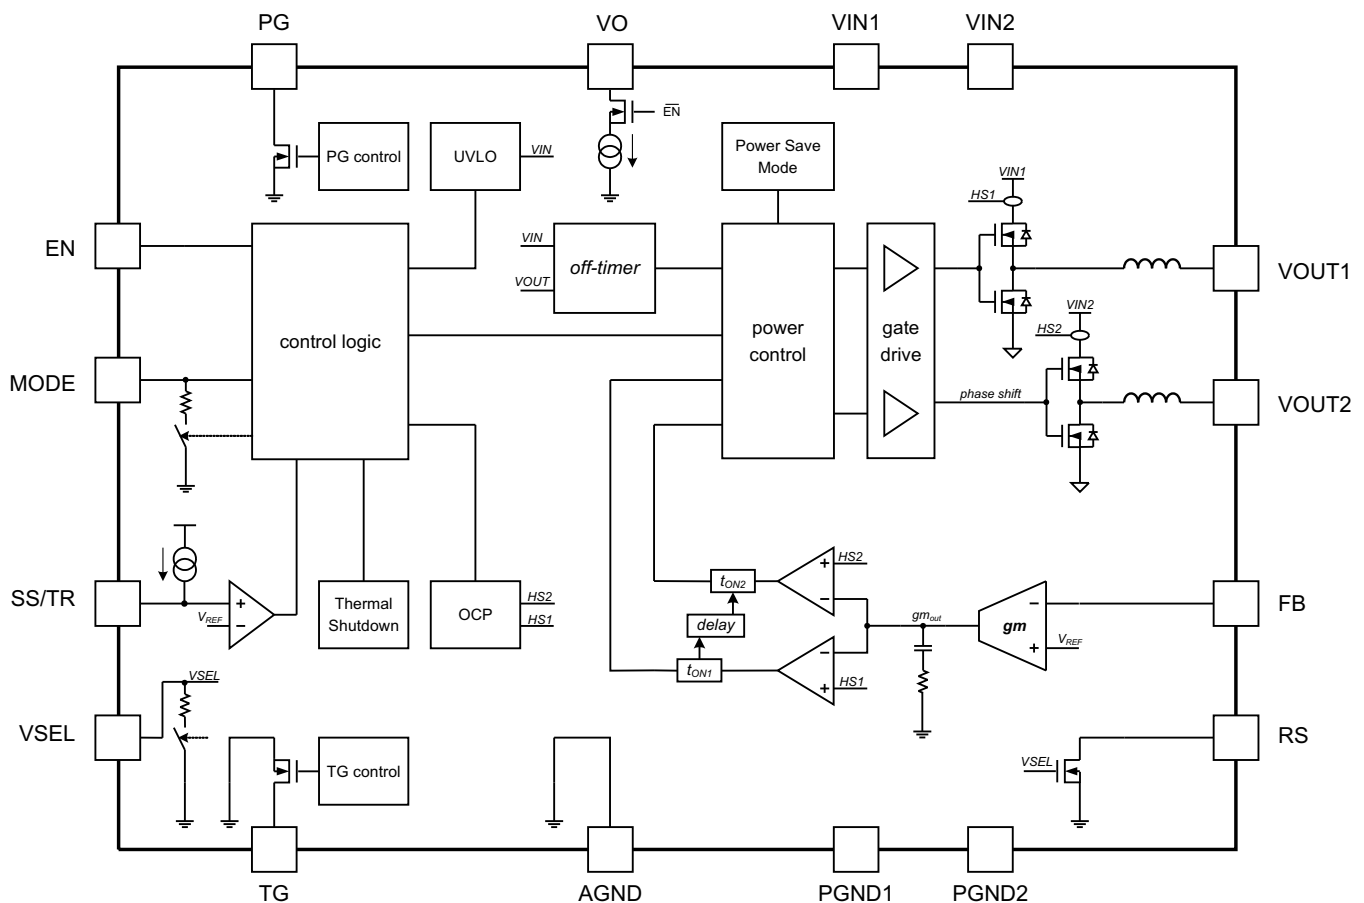 PG
VO
VIN1
VIN2
EN
PG control
UVLO
VIN
Power Save
Mode
VIN1
HS1
EN
VIN
VOUT
off-timer
VOUT1
control logic
power
control
gate
drive
VIN2
HS2
MODE
phase shift
VOUT2
SS/TR
VREF
+
−
Thermal
Shutdown
OCP
HS2
HS1
tON2
delay
tON1
+
−
HS2
−
+
HS1
gmout
gm
−
+
VREF
FB
VSEL
VSEL
TG control
VSEL
RS
TG
AGND
PGND1
PGND2